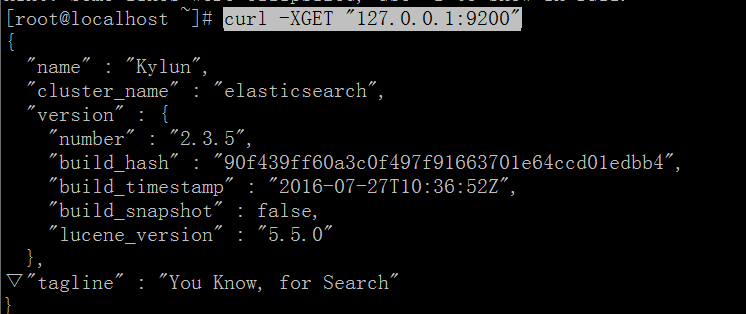 [root@localhost ~]# curl -XGET "127.0.0.1:9200"
{
  "name" : "Kylun",
  "cluster_name" : "elasticsearch",
  "version" : {
    "number" : "2.3.5",
    "build_hash" : "90f439ff60a3c0f497f91663701e64ccd01edbb4",
    "build_timestamp" : "2016-07-27T10:36:52Z",
    "build_snapshot" : false,
    "lucene_version" : "5.5.0"
  },
▽"tagline" : "You Know, for Search"
}